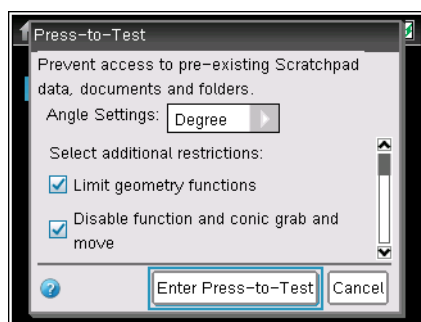 Press-to-Test
Prevent access to pre-existing Scratchpad
data, documents and folders.
Angle Settings: Degree
Select additional restrictions:
Limit geometry functions
Disable function and conic grab and
move
? Enter Press-to-Test Cancel